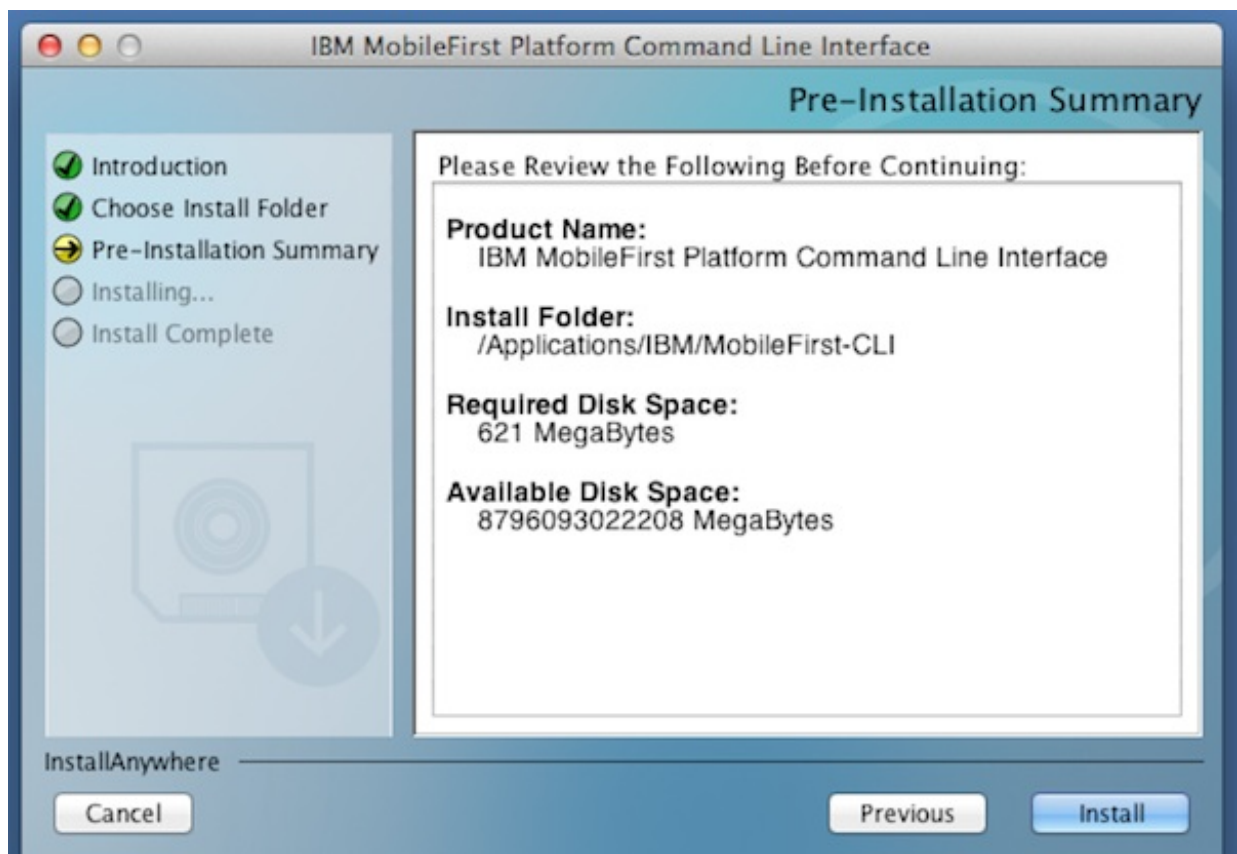 IBM MobileFirst Platform Command Line Interface
Pre-Installation Summary
Introduction
Choose Install Folder
Pre-Installation Summary
Installing...
Install Complete
Please Review the Following Before Continuing:
Product Name:
IBM MobileFirst Platform Command Line Interface
Install Folder:
/Applications/IBM/MobileFirst-CLI
Required Disk Space:
621 MegaBytes
Available Disk Space:
8796093022208 MegaBytes
InstallAnywhere
Cancel
Previous
Install